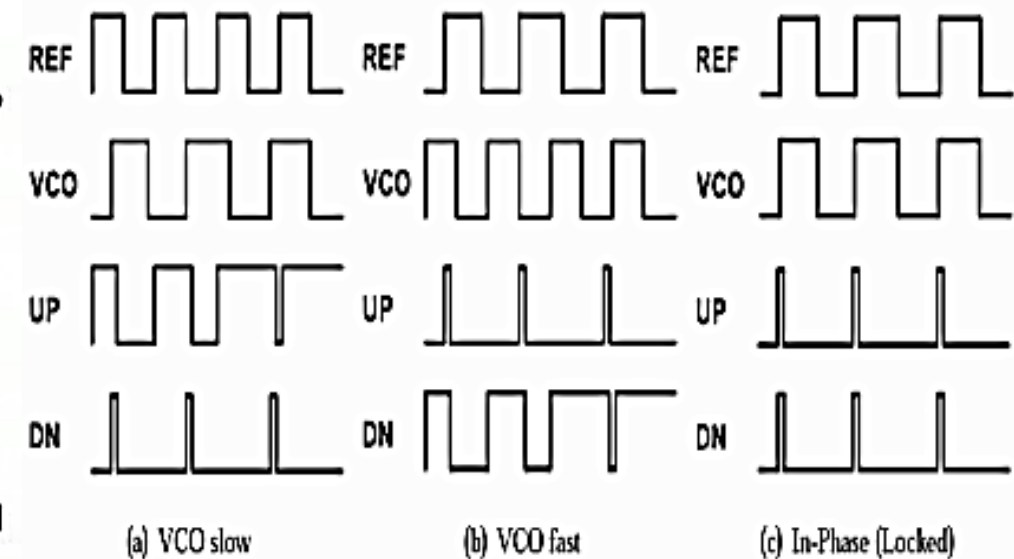 REF REF REF
VCO VCO VCO
UP UP UP
DN DN DN
(a) VCO slow (b) VCO fast (c) In-Phase (Locked)